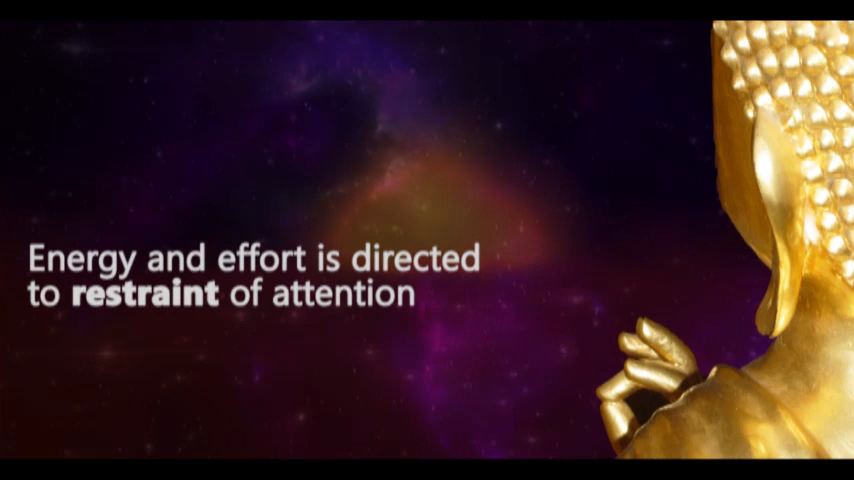 Energy and effort is directed
to restraint of attention